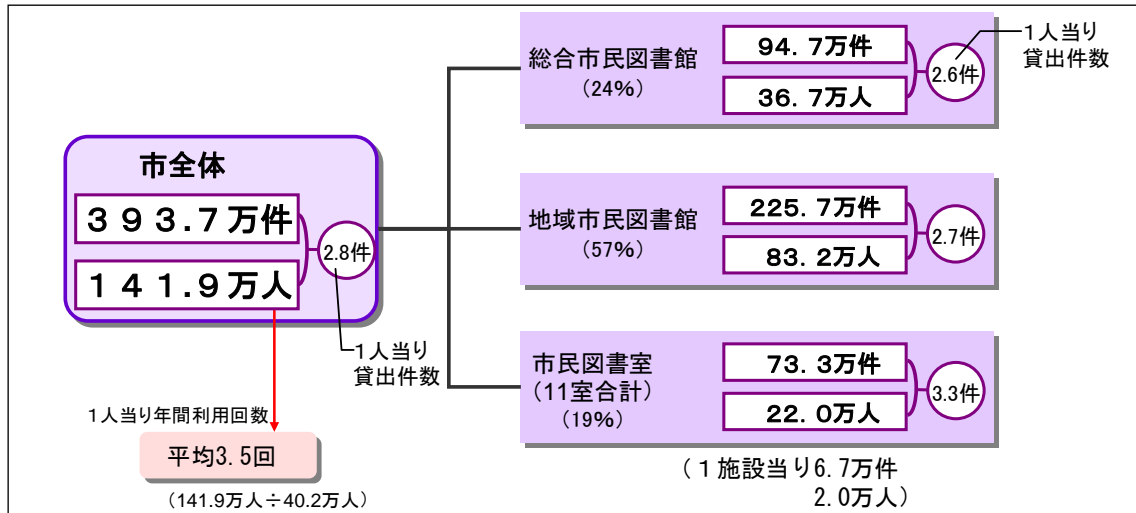 市全体
３９３.７万件
１４１.９万人
2.8件
1人当り
貸出件数
1人当り年間利用回数
平均3.5回
（141.9万人÷40.2万人）
総合市民図書館
（24%）
94.7万件
36.7万人
2.6件
1人当り
貸出件数
地域市民図書館
（57%）
225.7万件
83.2万人
2.7件
市民図書室
（11室合計）
（19%）
73.3万件
22.0万人
3.3件
（１施設当り6.7万件
2.0万人）